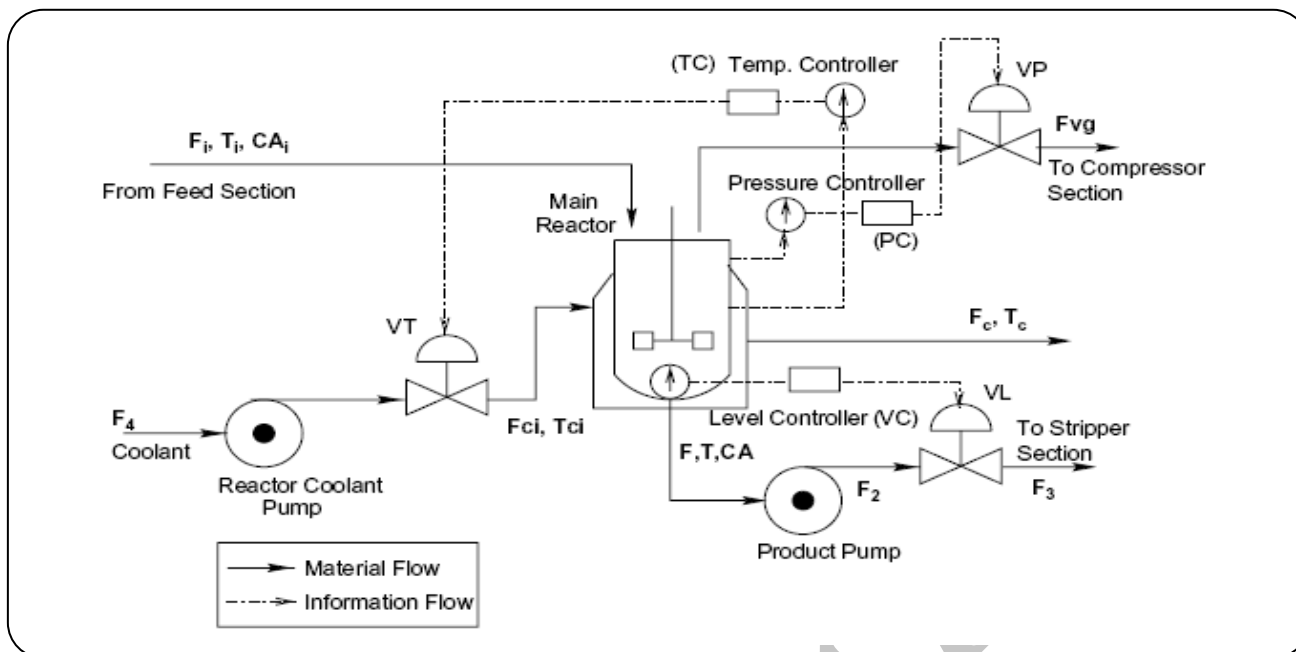 (TC) Temp. Controller
VP
Fi, Ti, CAi
Fvg
From Feed Section
To Compressor
Section
Pressure Controller
Main
Reactor
(PC)
VT
Fc, Tc
VL
Level Controller (VC)
To Stripper
Section
F4
Coolant
Fci, Tci
F,T,CA
F2
F3
Reactor Coolant
Pump
Product Pump
Material Flow
Information Flow